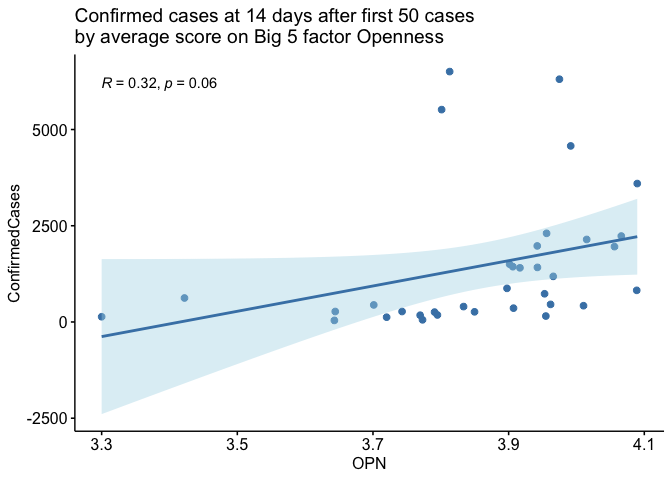 Confirmed cases at 14 days after first 50 cases
by average score on Big 5 factor Openness
R = 0.32, p = 0.06
5000
2500
0
-2500
ConfirmedCases
3.3 3.5 3.7 3.9 4.1
OPN